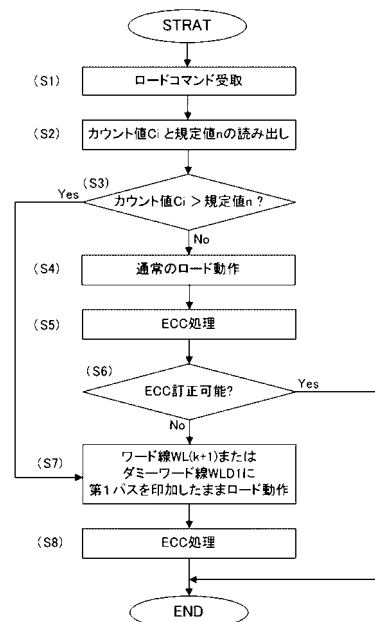 STRAT
(S1)
ロードコマンド受取
(S2)
カウント値Ciと規定値nの読み出し
(S3)
Yes
カウント値Ci > 規定値n ?
No
(S4)
通常のロード動作
(S5)
ECC処理
(S6)
ECC訂正可能?
Yes
No
(S7)
ワード線WL(k+1)または
ダミーワード線WLD1に
第1パスを印加したままロード動作
(S8)
ECC処理
END